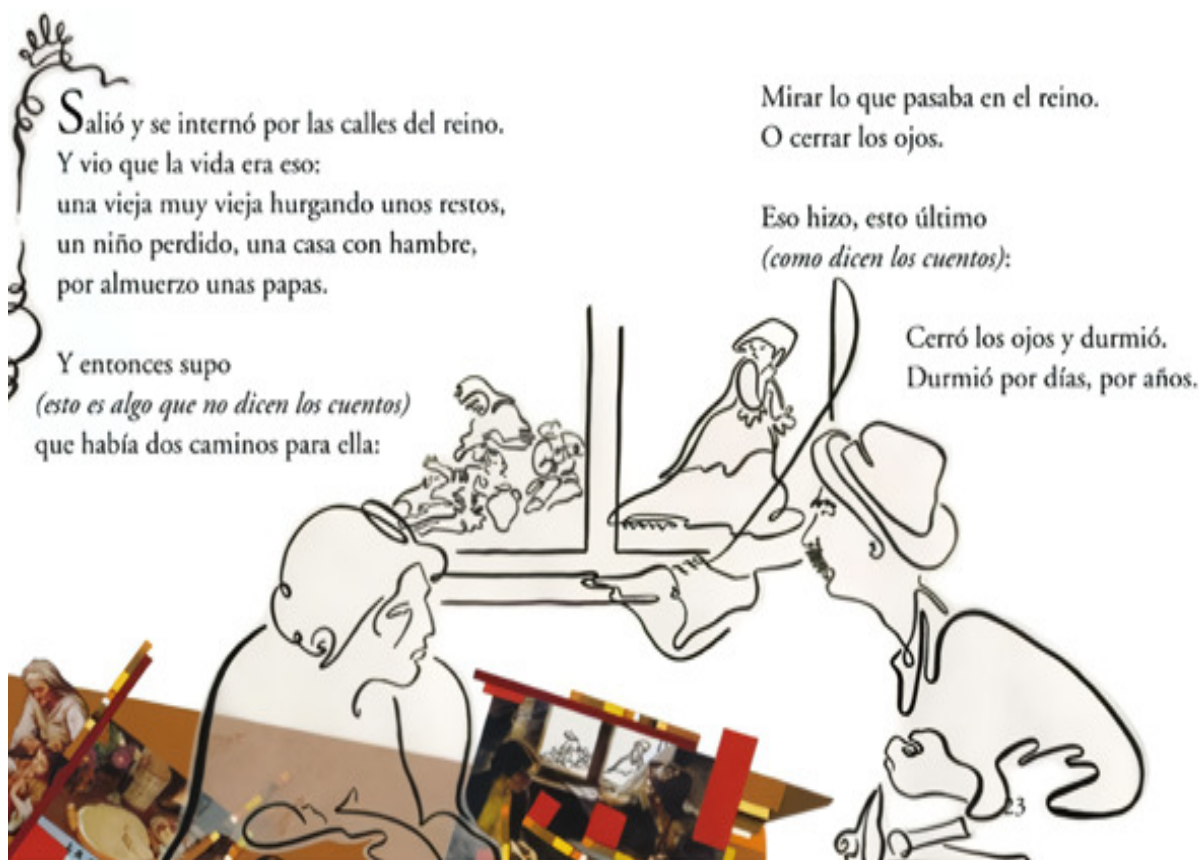 Salió y se internó por las calles del reino.
Y vio que la vida era eso:
una vieja muy vieja hurgando unos restos,
un niño perdido, una casa con hambre,
por almuerzo unas papas.
Y entonces supo
(esto es algo que no dicen los cuentos)
que había dos caminos para ella:
Mirar lo que pasaba en el reino.
O cerrar los ojos.
Eso hizo, esto último
(como dicen los cuentos):
Cerró los ojos y durmió.
Durmió por días, por años.
23